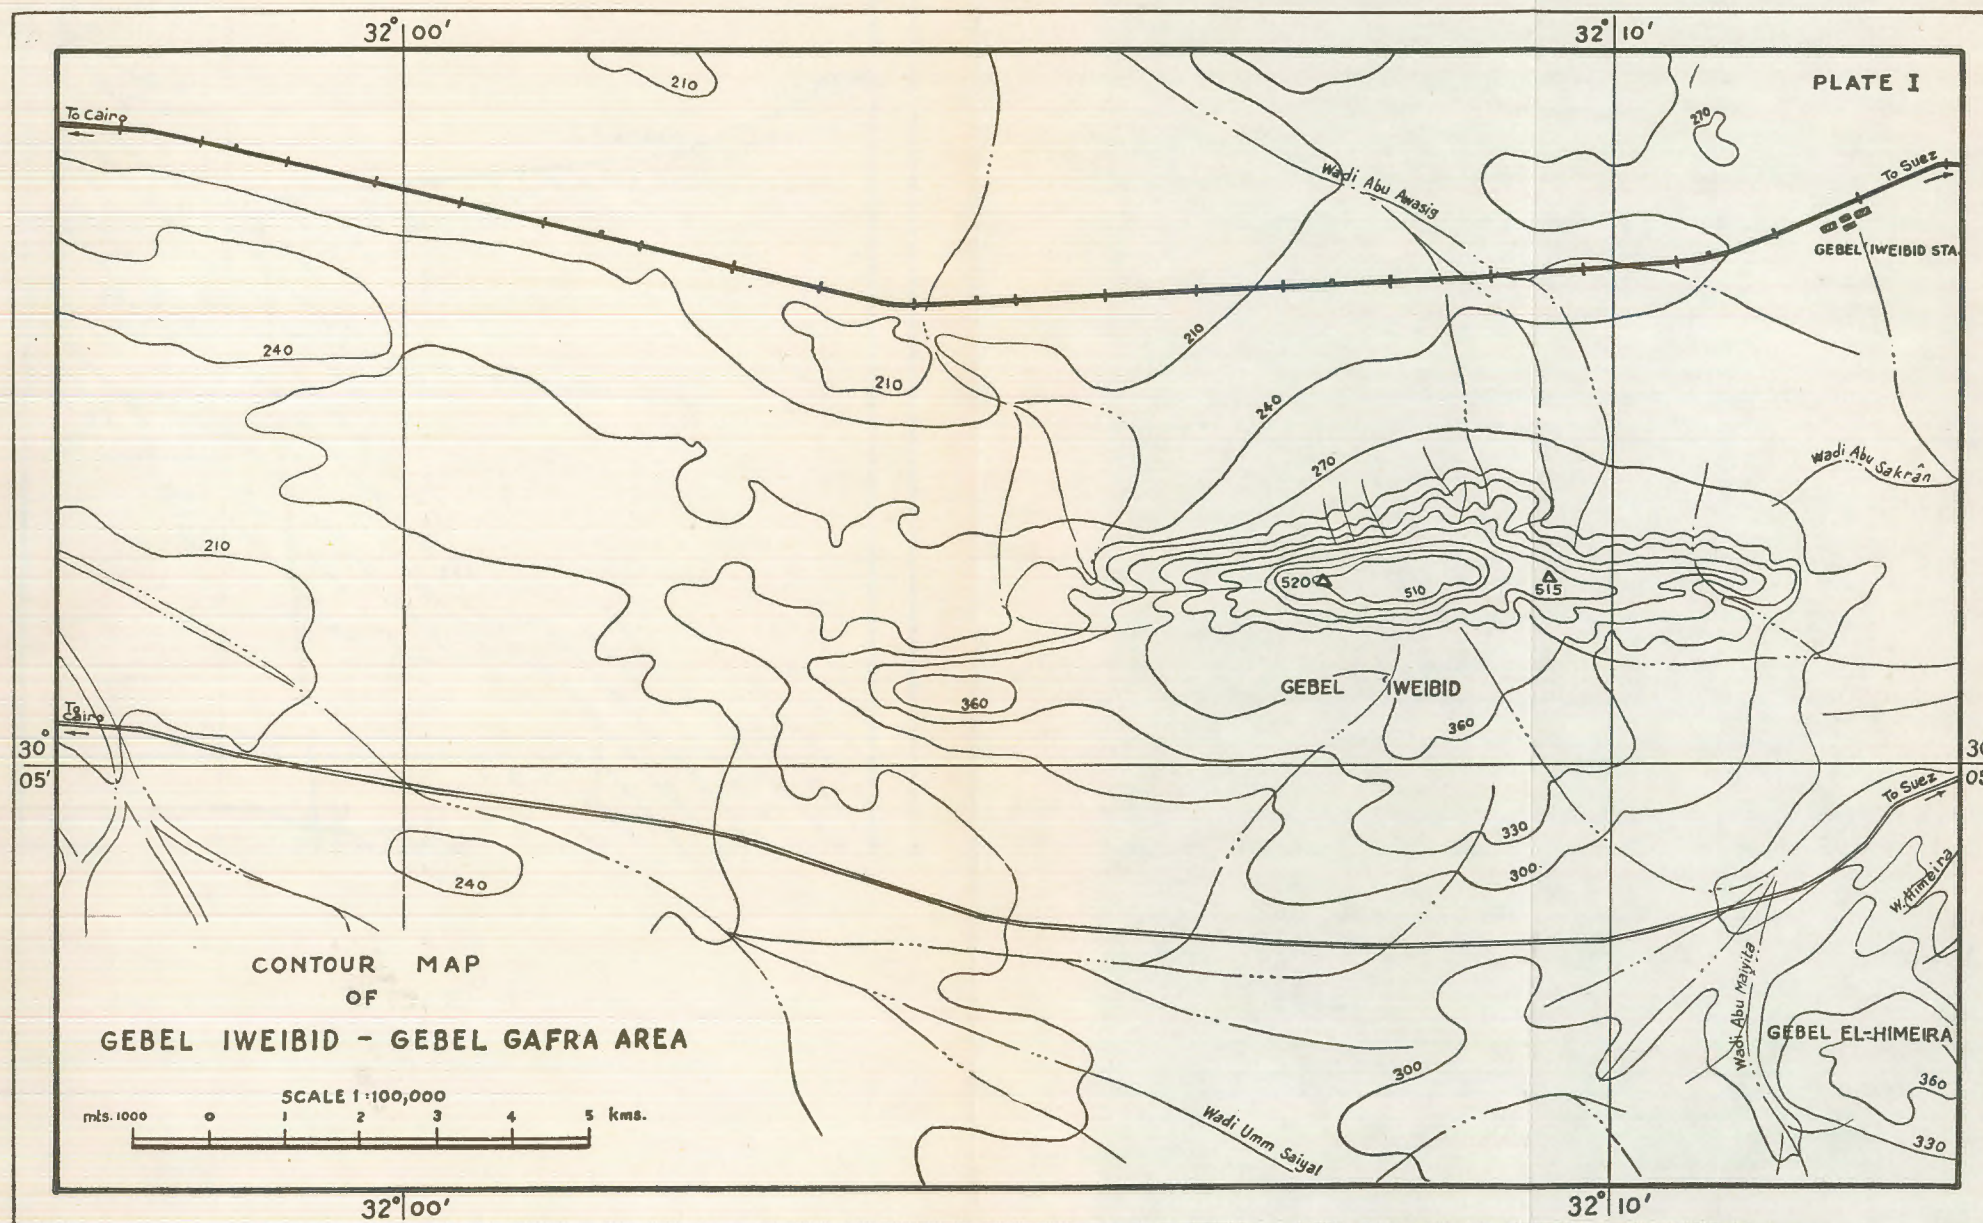 32° 00'
32° 10'
PLATE I
210
270
To Cairo
To Suez
Wadi Abu Awasig
GEBEL 'IWEIBID STA.
240
210
210
240
270
Wadi Abu Sakrân
210
520
510
515
GEBEL 'IWEIBID
360
360
To Cairo
30° 05'
To Suez
330
300
240
W. Himeira
CONTOUR MAP
OF
GEBEL IWEIBID - GEBEL GAFRA AREA
Wadi Abu Maiyita
GEBEL EL-HIMEIRA
300
360
SCALE 1:100,000
mts. 1000 0 1 2 3 4 5 kms.
Wadi Umm Saiyal
330
32° 00'
32° 10'